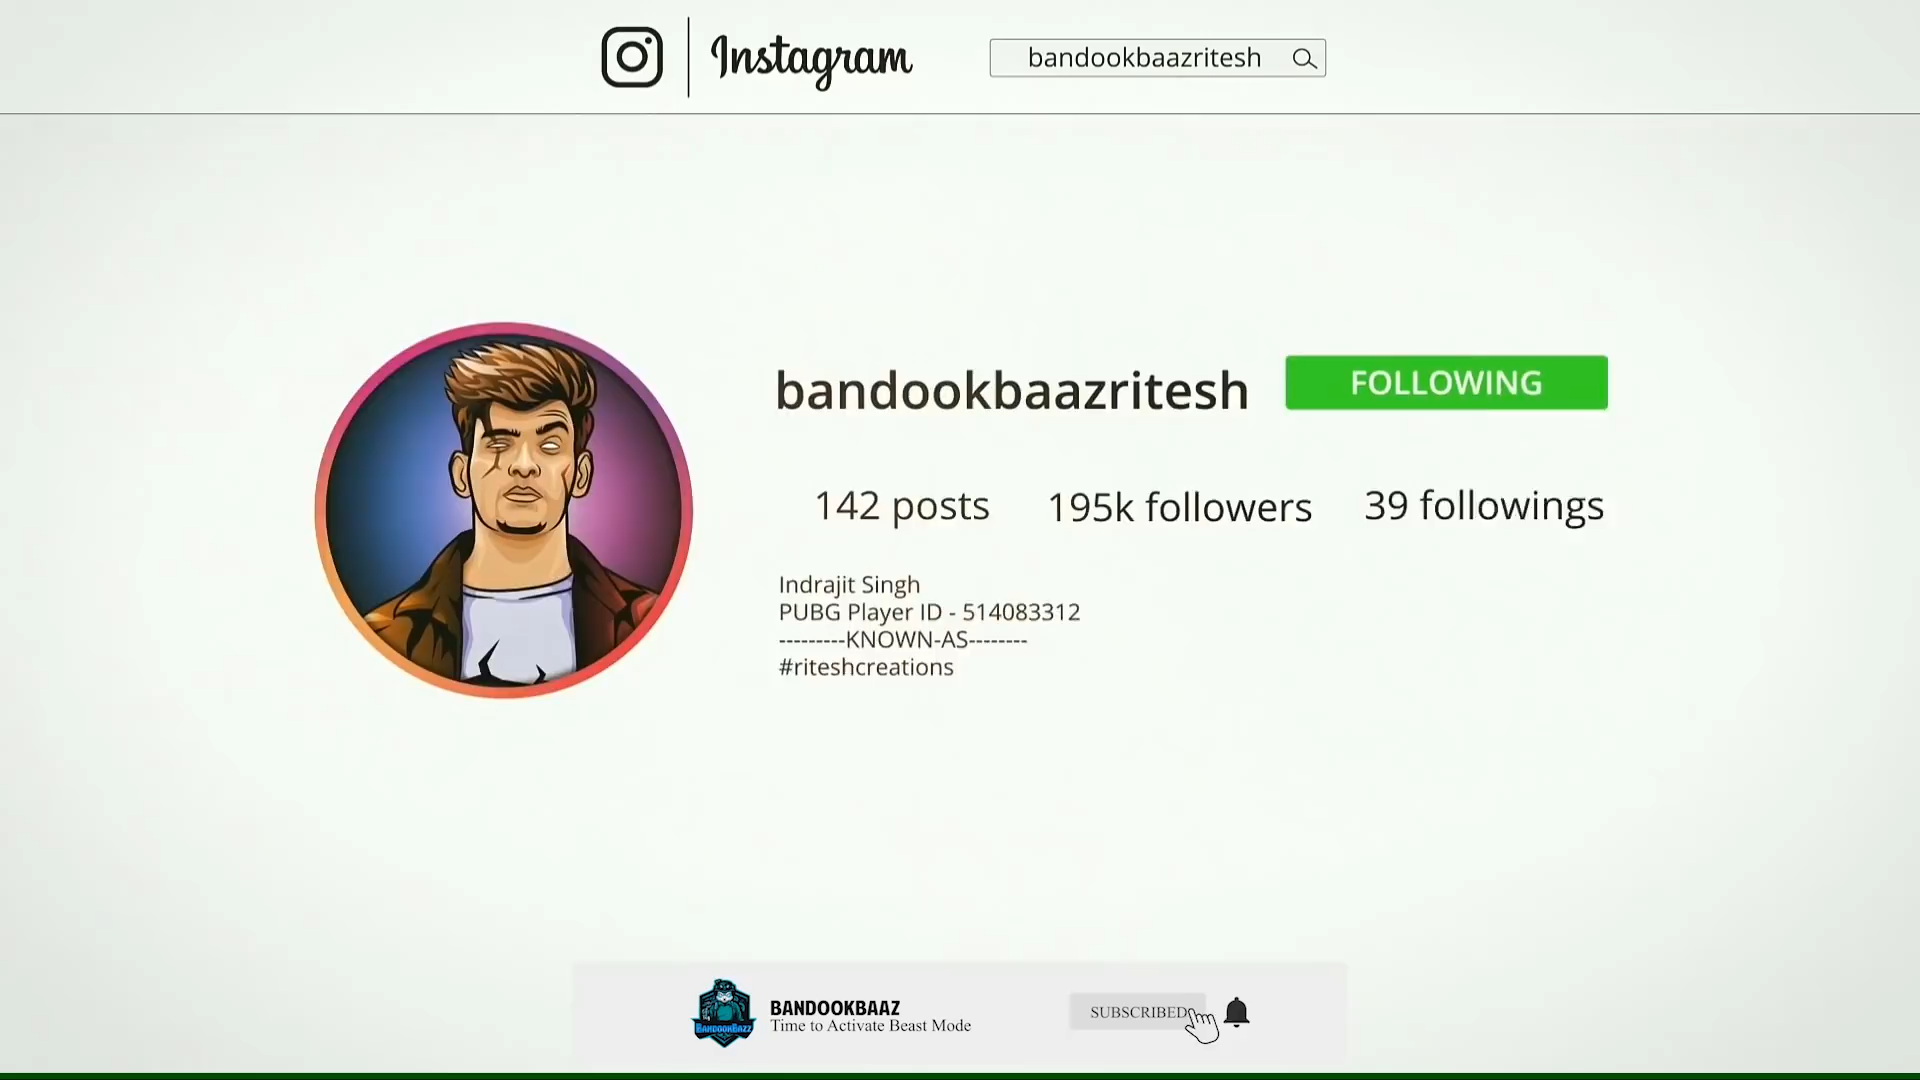 Instagram
bandookbaazritesh
bandookbaazritesh
FOLLOWING
142 posts
195k followers
39 followings
Indrajit Singh
PUBG Player ID - 514083312
---------KNOWN-AS--------
#riteshcreations
BANDOOKBAZZ
BANDOOKBAAZ
Time to Activate Beast Mode
SUBSCRIBED